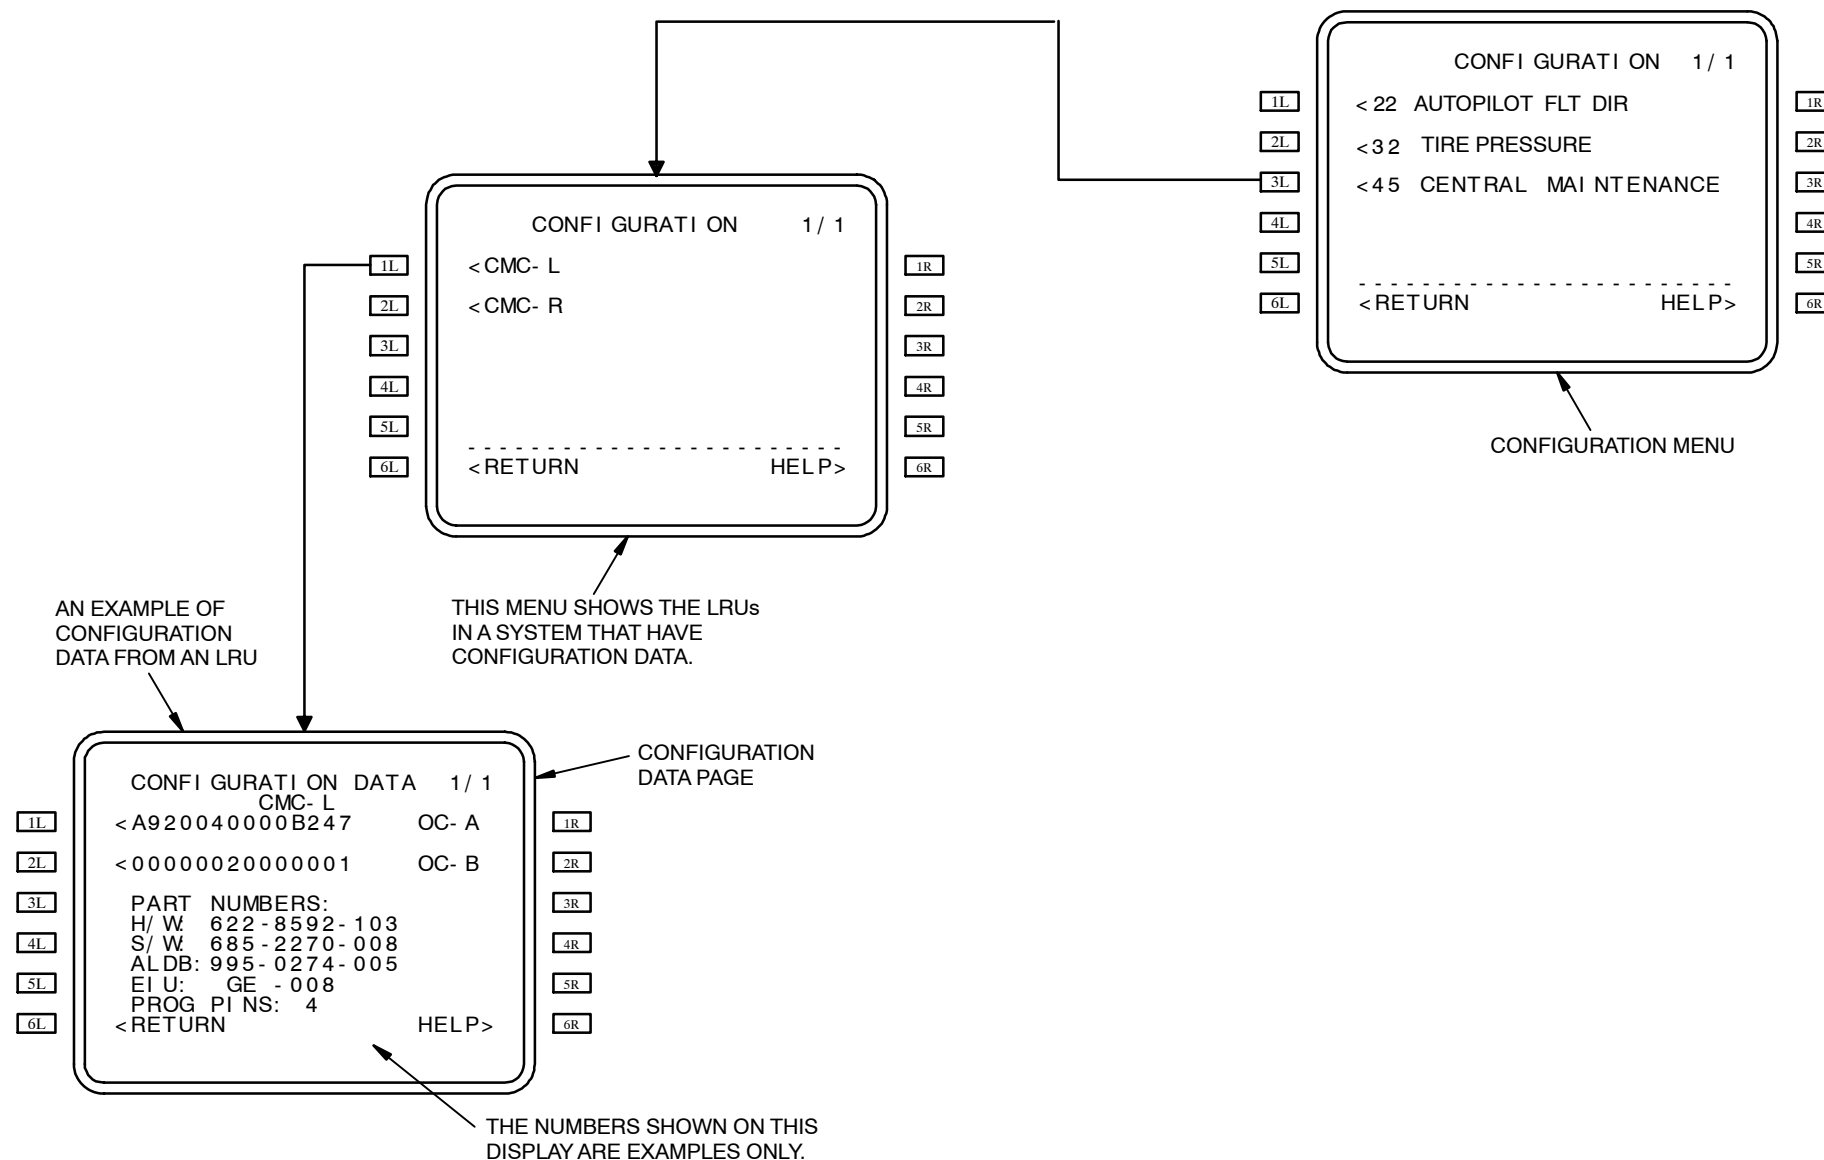 CONFIGURATION 1/1
1L <22 AUTOPILOT FLT DIR 1R
2L <32 TIRE PRESSURE 2R
3L <45 CENTRAL MAINTENANCE 3R
4L 4R
5L 5R
------------------------
6L <RETURN HELP> 6R
CONFIGURATION MENU
CONFIGURATION 1/1
1L <CMC-L 1R
2L <CMC-R 2R
3L 3R
4L 4R
5L 5R
------------------------
6L <RETURN HELP> 6R
THIS MENU SHOWS THE LRUs
IN A SYSTEM THAT HAVE
CONFIGURATION DATA.
AN EXAMPLE OF
CONFIGURATION
DATA FROM AN LRU
CONFIGURATION
DATA PAGE
CONFIGURATION DATA 1/1
CMC-L
1L <A920040000B247 OC-A 1R
2L <00000020000001 OC-B 2R
3L PART NUMBERS: 3R
H/W: 622-8592-103
4L S/W: 685-2270-008 4R
ALDB: 995-0274-005
5L EIU: GE -008 5R
PROG PINS: 4
6L <RETURN HELP> 6R
THE NUMBERS SHOWN ON THIS
DISPLAY ARE EXAMPLES ONLY.